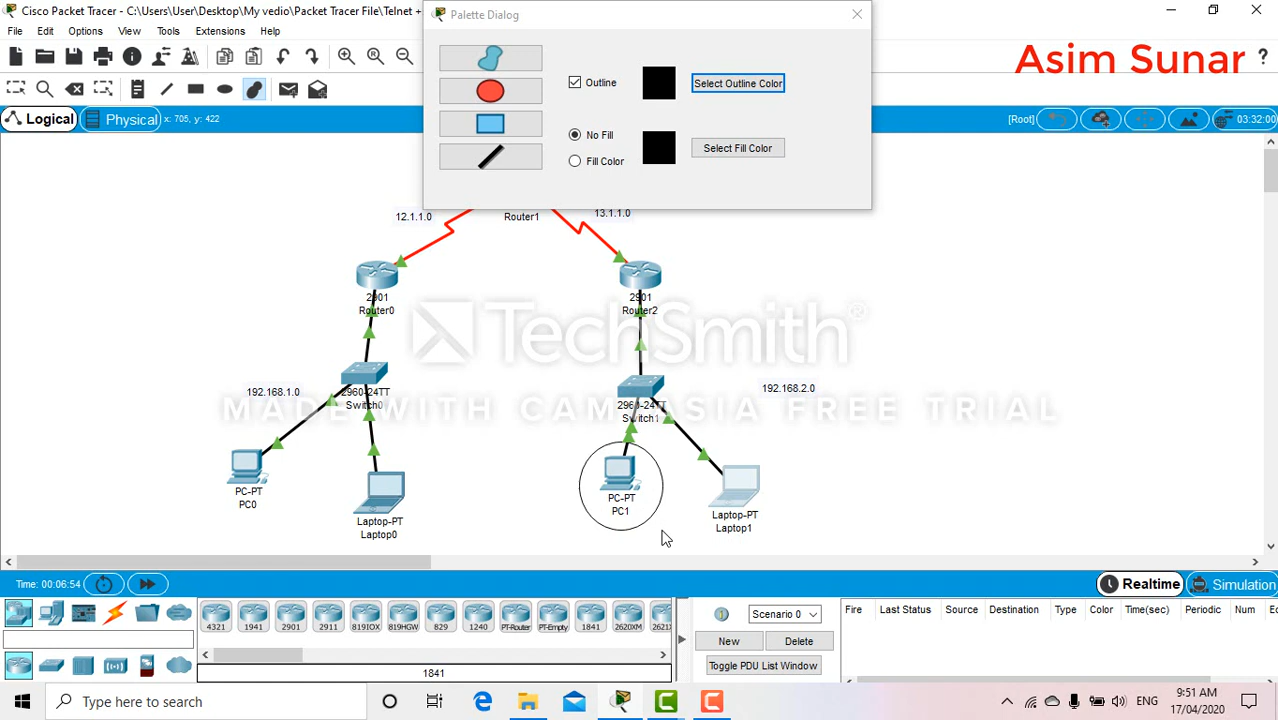 Cisco Packet Tracer - C:\Users\User\Desktop\My vedio\Packet Tracer File\Telnet +
Palette Dialog
File Edit Options View Tools Extensions Help
Asim Sunar
Outline
Select Outline Color
No Fill
Fill Color
Select Fill Color
Logical
Physical
x: 705, y: 422
[Root]
03:32:00
12.1.1.0
Router1
13.1.1.0
2901
Router0
2901
Router2
TechSmith
MADE WITH CAMTASIA FREE TRIAL
192.168.1.0
2960-24TT
Switch0
2960-24TT
Switch1
192.168.2.0
PC-PT
PC0
Laptop-PT
Laptop0
PC-PT
PC1
Laptop-PT
Laptop1
Time: 00:06:54
Realtime
Simulation
4321 1941 2901 2911 819IOX 819HGW 829 1240 PT-Router PT-Empty 1841 2620XM 2621X
1841
Scenario 0
New
Delete
Toggle PDU List Window
Fire Last Status Source Destination Type Color Time(sec) Periodic Num Ec
Type here to search
ENG
9:51 AM
17/04/2020